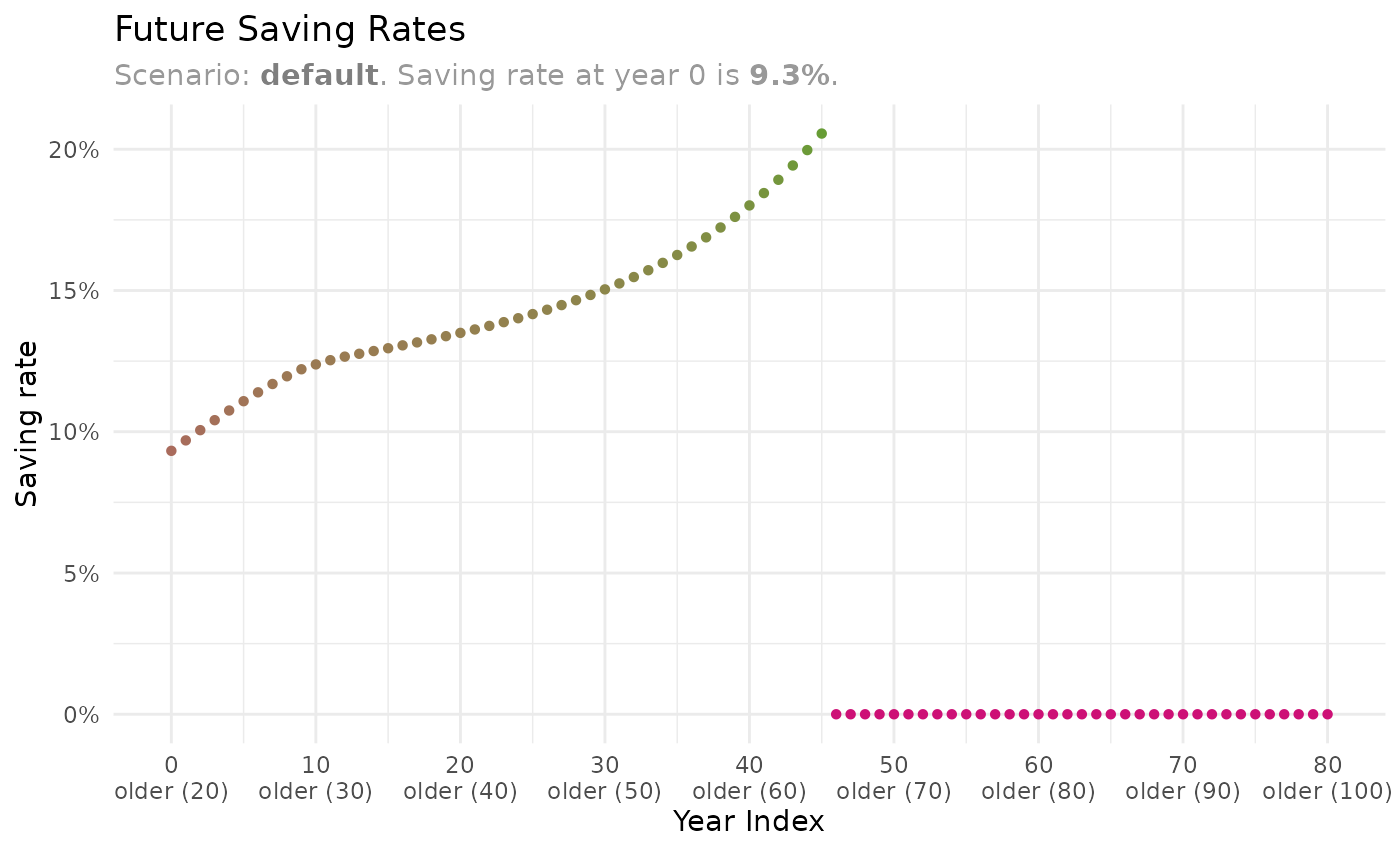 Future Saving Rates
Scenario: default. Saving rate at year 0 is 9.3%.
Saving rate
20%
15%
10%
5%
0%
0 10 20 30 40 50 60 70 80
older (20) older (30) older (40) older (50) older (60) older (70) older (80) older (90) older (100)
Year Index